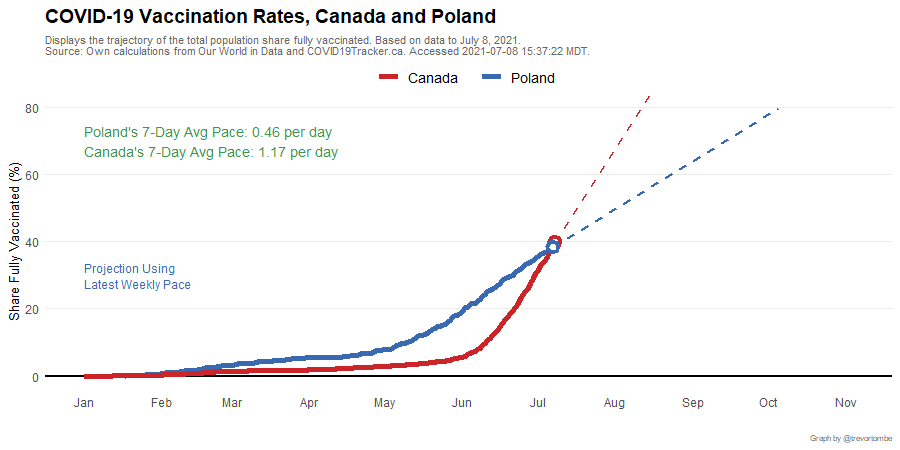 COVID-19 Vaccination Rates, Canada and Poland
Displays the trajectory of the total population share fully vaccinated. Based on data to July 8, 2021.
Source: Own calculations from Our World in Data and COVID19Tracker.ca. Accessed 2021-07-08 15:37:22 MDT.
Canada Poland
80
Poland's 7-Day Avg Pace: 0.46 per day
Canada's 7-Day Avg Pace: 1.17 per day
60
Share Fully Vaccinated (%)
40
Projection Using
Latest Weekly Pace
20
0
Jan Feb Mar Apr May Jun Jul Aug Sep Oct Nov
Graph by @trevortombe